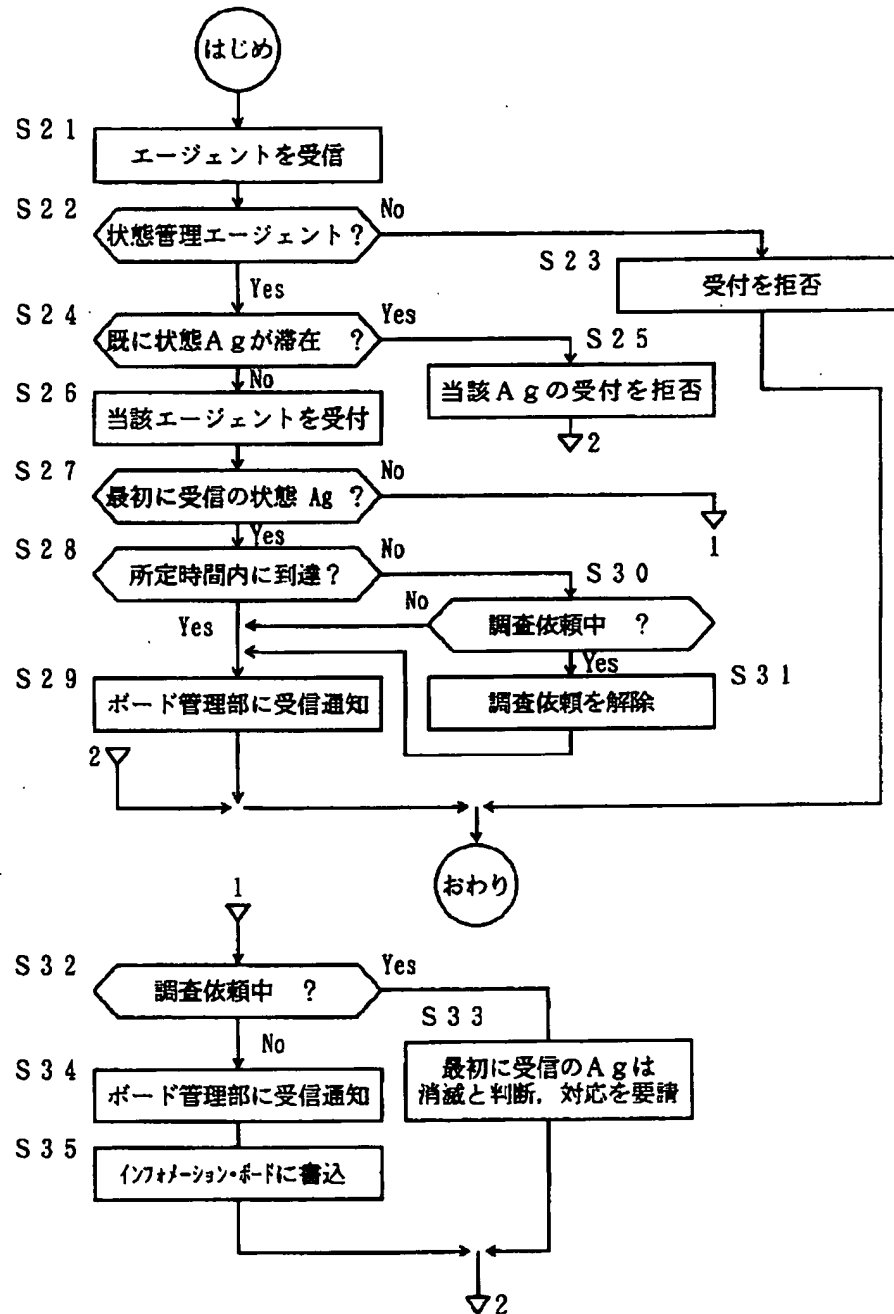 はじめ
S21
エージェントを受信
S22
状態管理エージェント？
No
S23
受付を拒否
Yes
S24
既に状態Agが滞在 ？
Yes
S25
当該Agの受付を拒否
2
No
S26
当該エージェントを受付
S27
最初に受信の状態 Ag ？
No
1
Yes
S28
所定時間内に到達？
No
S30
調査依頼中 ？
No
Yes
Yes
S31
調査依頼を解除
S29
ボード管理部に受信通知
2
おわり
1
S32
調査依頼中 ？
Yes
S33
最初に受信のAgは
消滅と判断，対応を要請
No
S34
ボード管理部に受信通知
S35
インフォメーション・ボードに書込
2